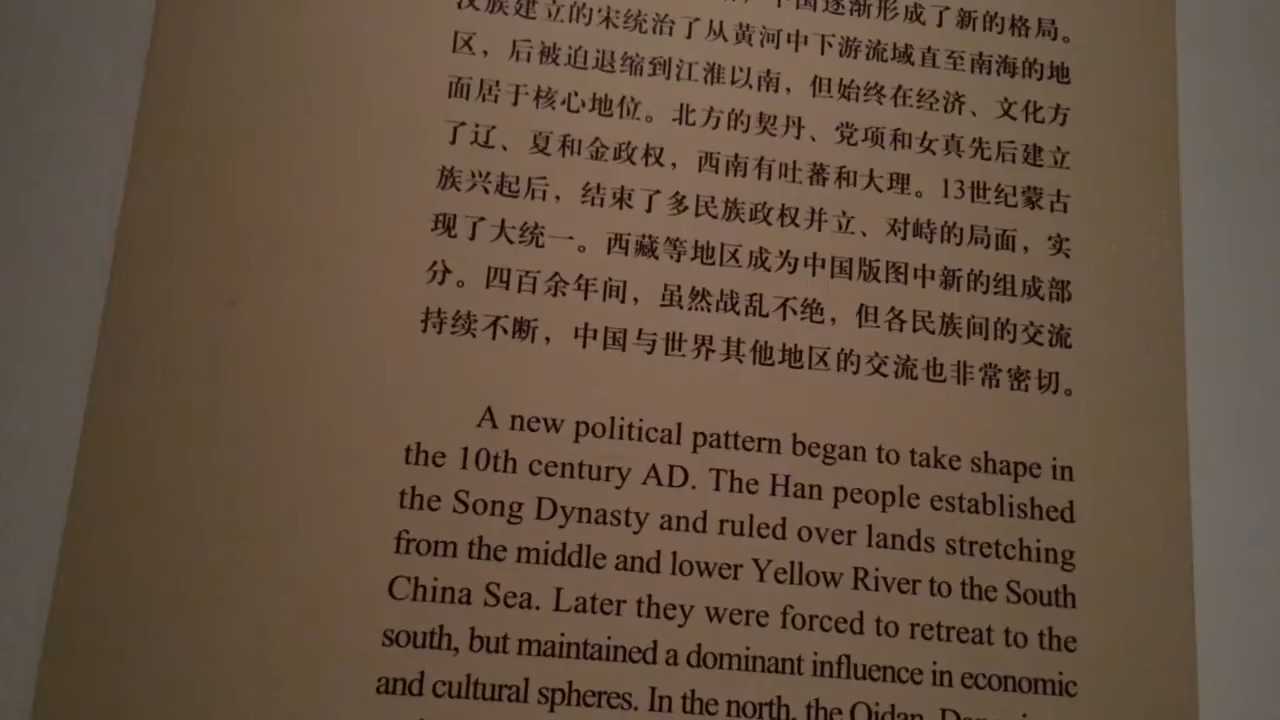 中国逐渐形成了新的格局。
汉族建立的宋统治了从黄河中下游流域直至南海的地
区，后被迫退缩到江淮以南，但始终在经济、文化方
面居于核心地位。北方的契丹、党项和女真先后建立
了辽、夏和金政权，西南有吐蕃和大理。13世纪蒙古
族兴起后，结束了多民族政权并立、对峙的局面，实
现了大统一。西藏等地区成为中国版图中新的组成部
分。四百余年间，虽然战乱不绝，但各民族间的交流
持续不断，中国与世界其他地区的交流也非常密切。
A new political pattern began to take shape in
the 10th century AD. The Han people established
the Song Dynasty and ruled over lands stretching
from the middle and lower Yellow River to the South
China Sea. Later they were forced to retreat to the
south, but maintained a dominant influence in economic
and cultural spheres. In the north, the Qidan,